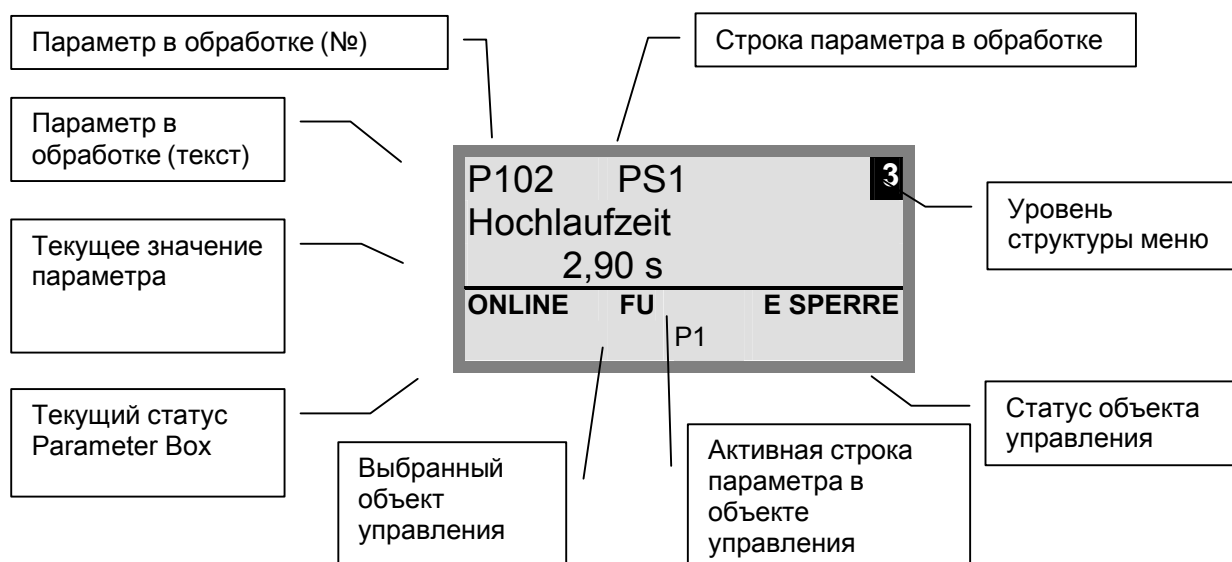 Параметр в обработке (№)
Строка параметра в обработке
Параметр в
обработке (текст)
P102 PS1 3
Hochlaufzeit
2,90 s
ONLINE FU E SPERRE
P1
Уровень
структуры меню
Текущее значение
параметра
Текущий статус
Parameter Box
Выбранный
объект
управления
Активная строка
параметра в
объекте
управления
Статус объекта
управления